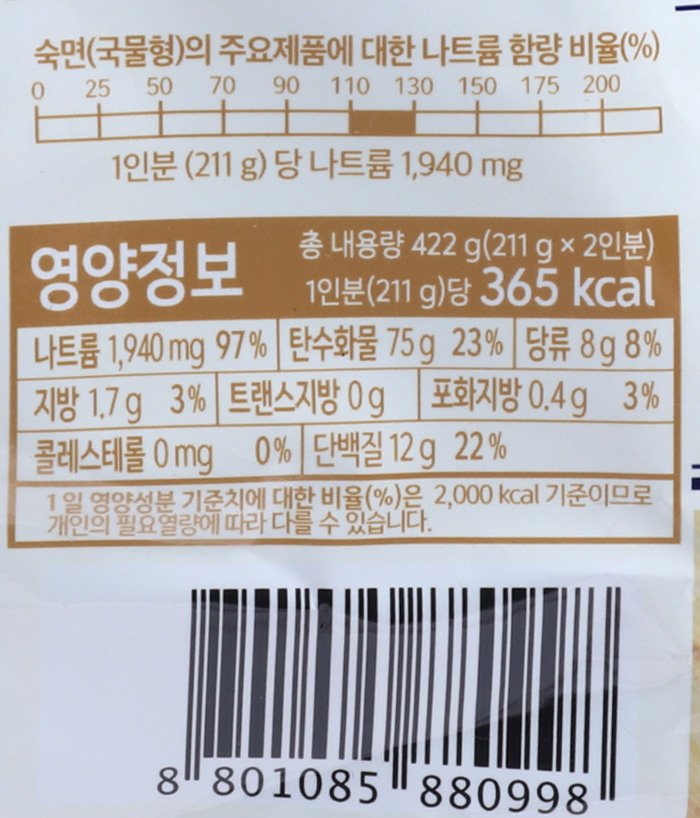 숙면(국물형)의 주요제품에 대한 나트륨 함량 비율(%)
0 25 50 70 90 110 130 150 175 200
1인분 (211 g) 당 나트륨 1,940 mg
영양정보
총 내용량 422 g(211 g × 2인분)
1인분(211 g)당 365 kcal
나트륨 1,940 mg 97% 탄수화물 75 g 23% 당류 8 g 8%
지방 1.7 g 3% 트랜스지방 0 g 포화지방 0.4 g 3%
콜레스테롤 0 mg 0% 단백질 12 g 22%
1일 영양성분 기준치에 대한 비율(%)은 2,000 kcal 기준이므로
개인의 필요열량에 따라 다를 수 있습니다.
8 801085 880998